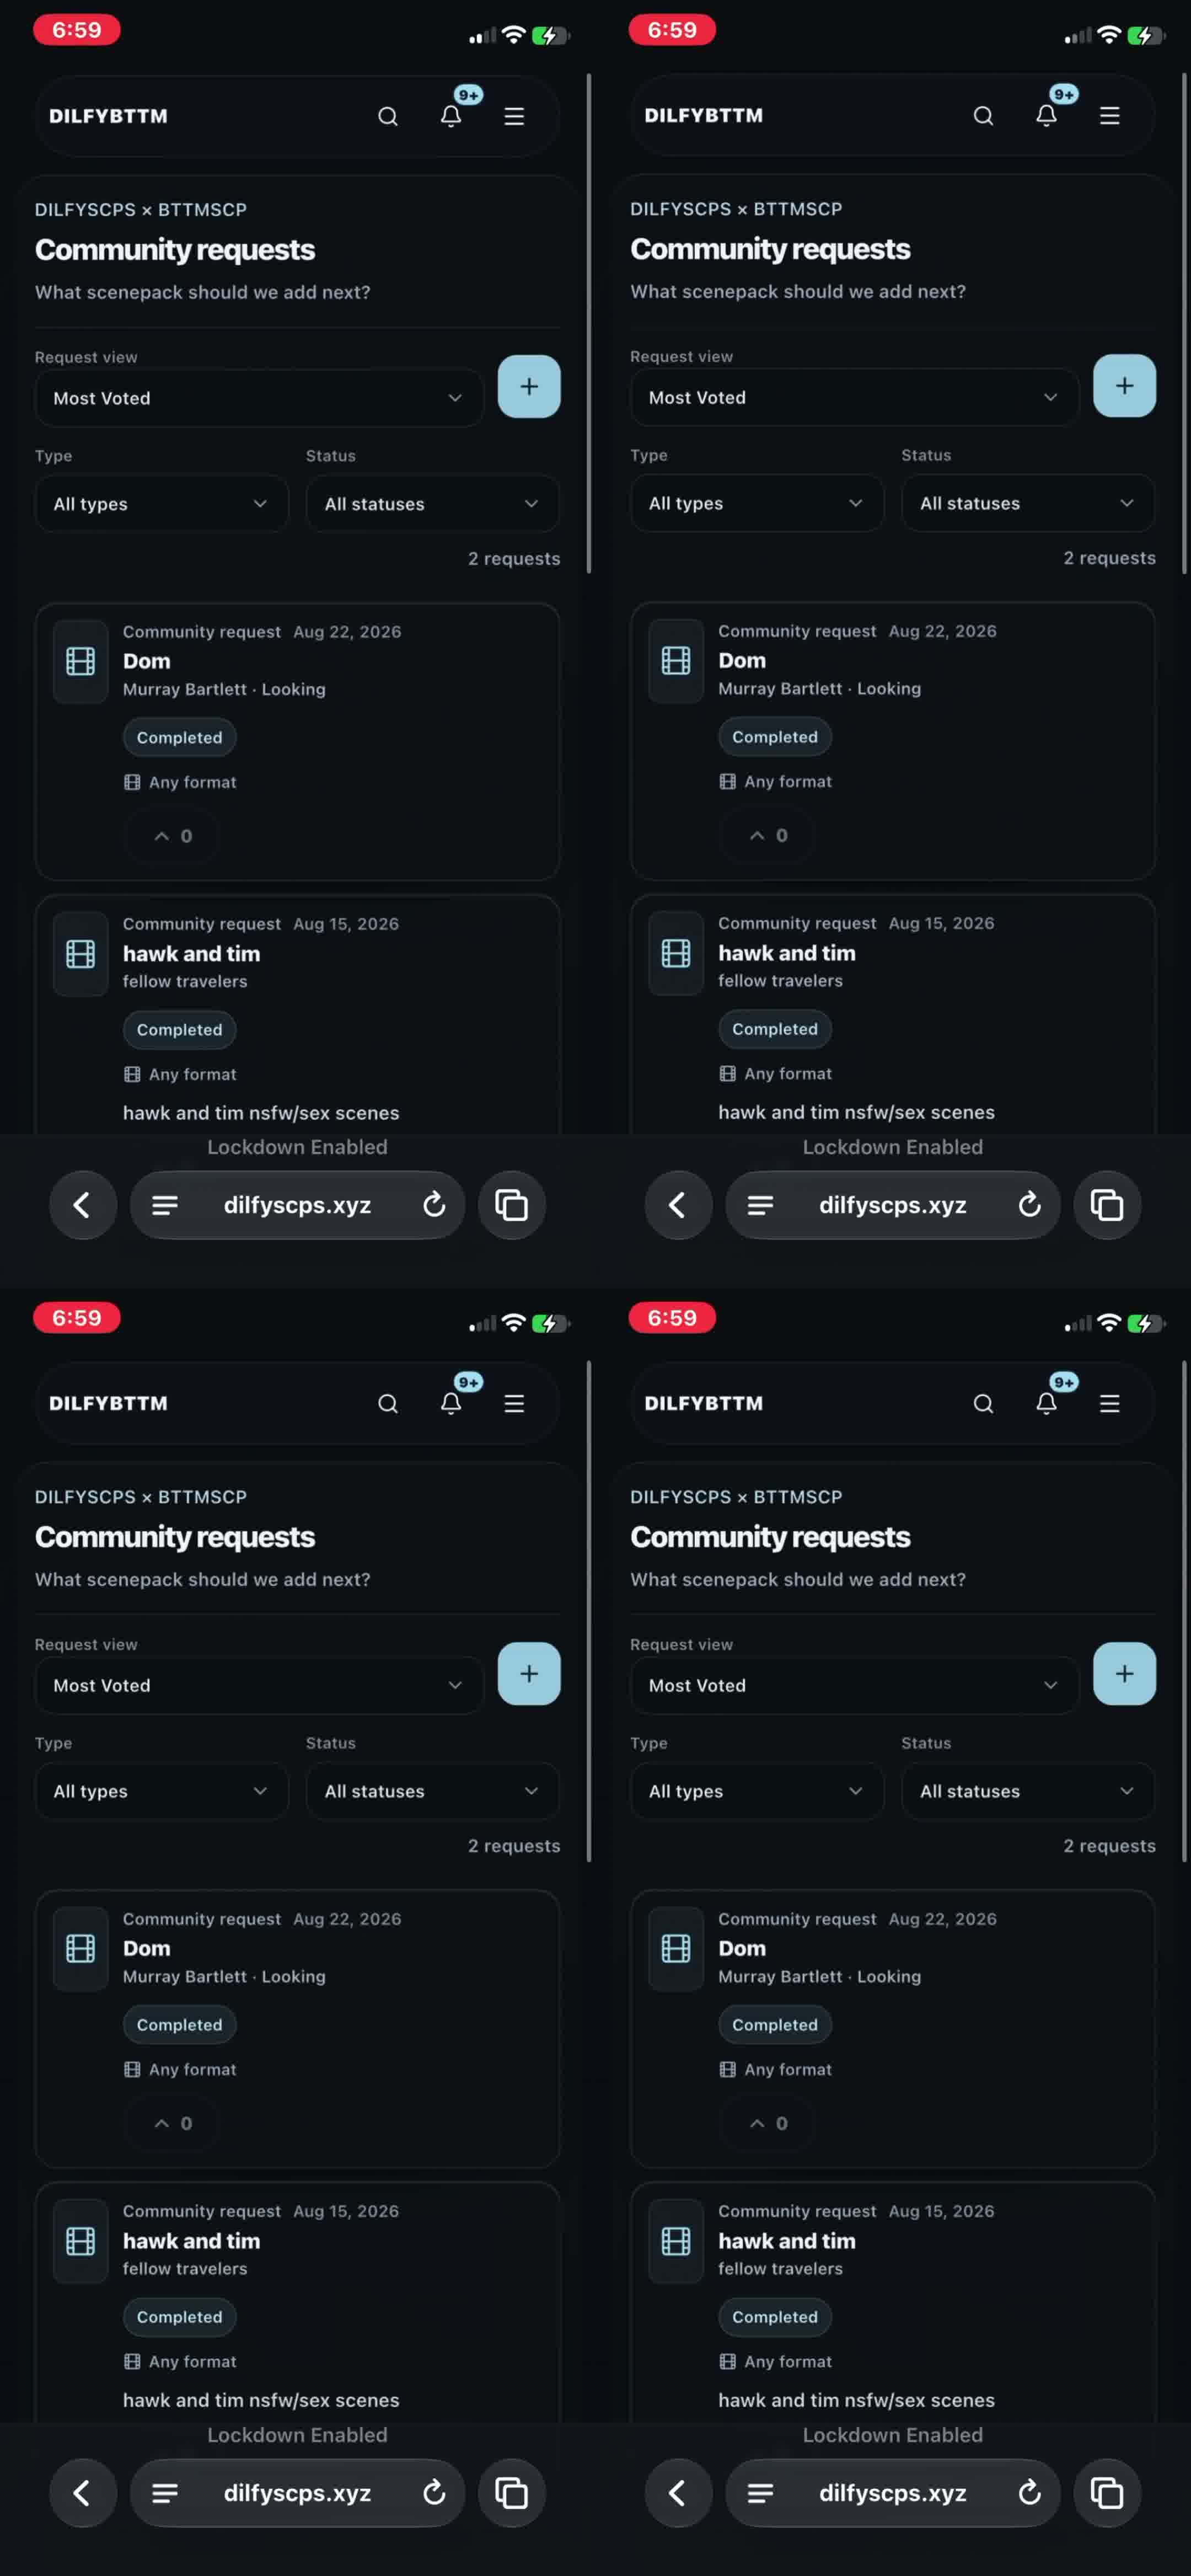 6:59
DILFYBTTM
9+
DILFYSCPS × BTTMSCP
Community requests
What scenepack should we add next?
Request view
Most Voted
+
Type
Status
All types
All statuses
2 requests
Community request Aug 22, 2026
Dom
Murray Bartlett · Looking
Completed
Any format
0
Community request Aug 15, 2026
hawk and tim
fellow travelers
Completed
Any format
hawk and tim nsfw/sex scenes
Lockdown Enabled
dilfyscps.xyz
6:59
DILFYBTTM
9+
DILFYSCPS × BTTMSCP
Community requests
What scenepack should we add next?
Request view
Most Voted
+
Type
Status
All types
All statuses
2 requests
Community request Aug 22, 2026
Dom
Murray Bartlett · Looking
Completed
Any format
0
Community request Aug 15, 2026
hawk and tim
fellow travelers
Completed
Any format
hawk and tim nsfw/sex scenes
Lockdown Enabled
dilfyscps.xyz
6:59
DILFYBTTM
9+
DILFYSCPS × BTTMSCP
Community requests
What scenepack should we add next?
Request view
Most Voted
+
Type
Status
All types
All statuses
2 requests
Community request Aug 22, 2026
Dom
Murray Bartlett · Looking
Completed
Any format
0
Community request Aug 15, 2026
hawk and tim
fellow travelers
Completed
Any format
hawk and tim nsfw/sex scenes
Lockdown Enabled
dilfyscps.xyz
6:59
DILFYBTTM
9+
DILFYSCPS × BTTMSCP
Community requests
What scenepack should we add next?
Request view
Most Voted
+
Type
Status
All types
All statuses
2 requests
Community request Aug 22, 2026
Dom
Murray Bartlett · Looking
Completed
Any format
0
Community request Aug 15, 2026
hawk and tim
fellow travelers
Completed
Any format
hawk and tim nsfw/sex scenes
Lockdown Enabled
dilfyscps.xyz